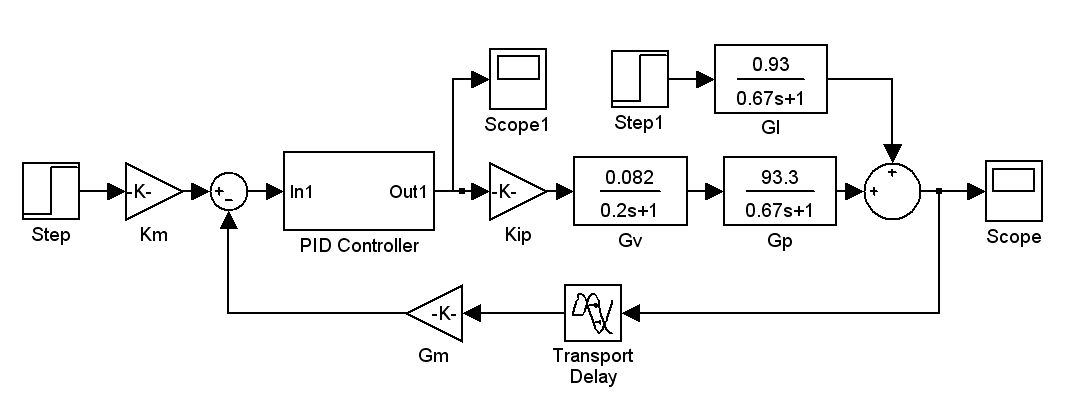 0.93
0.67s+1
Gl
Step1
Scope1
Step
-K-
Km
+
−
In1
Out1
PID Controller
-K-
Kip
0.082
0.2s+1
Gv
93.3
0.67s+1
Gp
+
+
Scope
-K-
Gm
Transport
Delay